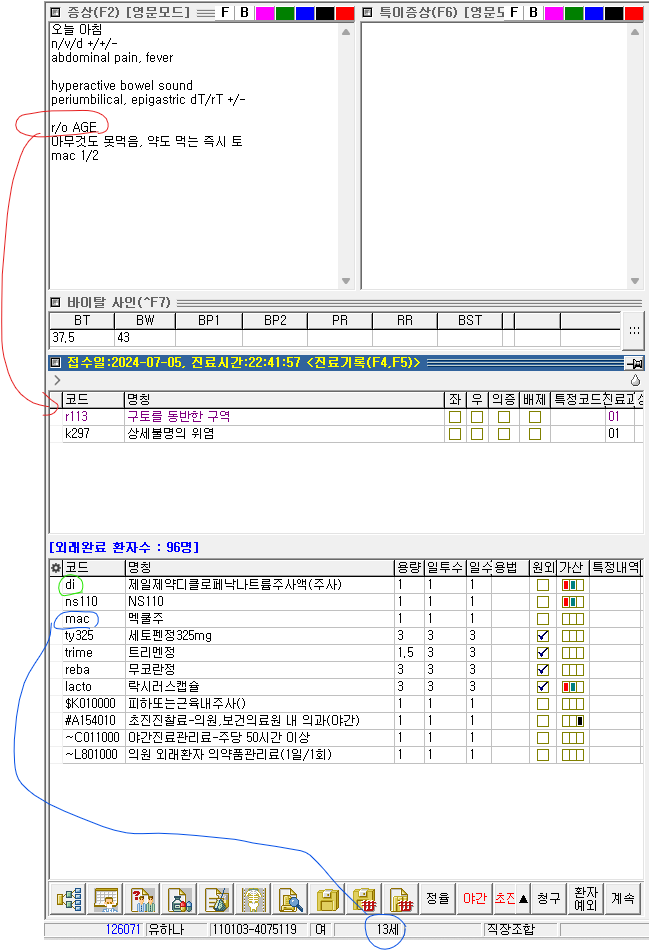 증상(F2) [영문모드] F B
특이증상(F6) [영문모 F B
오늘 아침
n/v/d +/+/-
abdominal pain, fever
hyperactive bowel sound
periumbilical, epigastric dT/rT +/-
r/o AGE
아무것도 못먹음, 약도 먹는 즉시 토
mac 1/2
바이탈 사인(^F7)
BT BW BP1 BP2 PR RR BST
37.5 43
접수일:2024-07-05, 진료시간:22:41:57 <진료기록(F4,F5)>
코드 명칭 좌 우 의증 배제 특정코드 진료과
r113 구토를 동반한 구역 01
k297 상세불명의 위염 01
[외래완료 환자수 : 96명]
코드 명칭 용량 일투수 일수 용법 원외 가산 특정내역
di 제일제약디클로페낙나트륨주사액(주사) 1 1 1
ns110 NS110 1 1 1
mac 멕쿨주 1 1 1
ty325 세토펜정325mg 3 3 3
trime 트리멘정 1.5 3 3
reba 무코란정 3 3 3
lacto 락시러스캡슐 3 3 3
$K010000 피하또는근육내주사() 1 1 1
#A154010 초진진찰료-의원,보건의료원 내 의과(야간) 1 1 1
~C011000 야간진료관리료-주당 50시간 이상 1 1 1
~L801000 의원 외래환자 의약품관리료(1일/1회) 1 1 1
정율 야간 초진▲ 청구 환자예외 계속
126071 유하나 110103-4075119 여 13세 직장조합